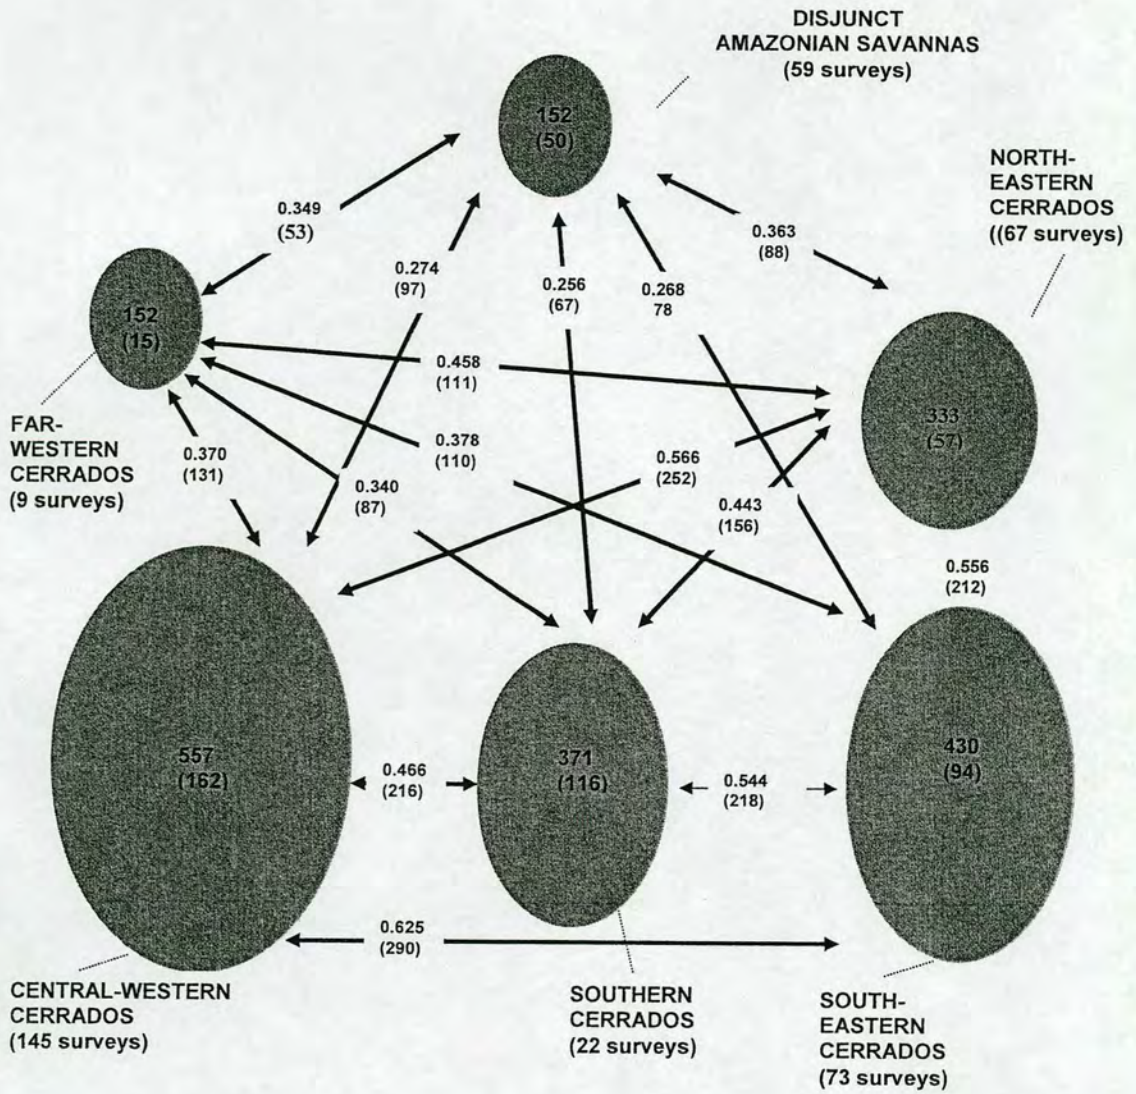 DISJUNCT
AMAZONIAN SAVANNAS
(59 surveys)
152
(50)
NORTH-
EASTERN
CERRADOS
((67 surveys)
0.349
(53)
0.363
(88)
0.274
(97)
0.256
(67)
0.268
78
152
(15)
0.458
(111)
333
(57)
FAR-
WESTERN
CERRADOS
(9 surveys)
0.370
(131)
0.378
(110)
0.340
(87)
0.566
(252)
0.443
(156)
0.556
(212)
557
(162)
0.466
(216)
371
(116)
0.544
(218)
430
(94)
0.625
(290)
CENTRAL-WESTERN
CERRADOS
(145 surveys)
SOUTHERN
CERRADOS
(22 surveys)
SOUTH-
EASTERN
CERRADOS
(73 surveys)